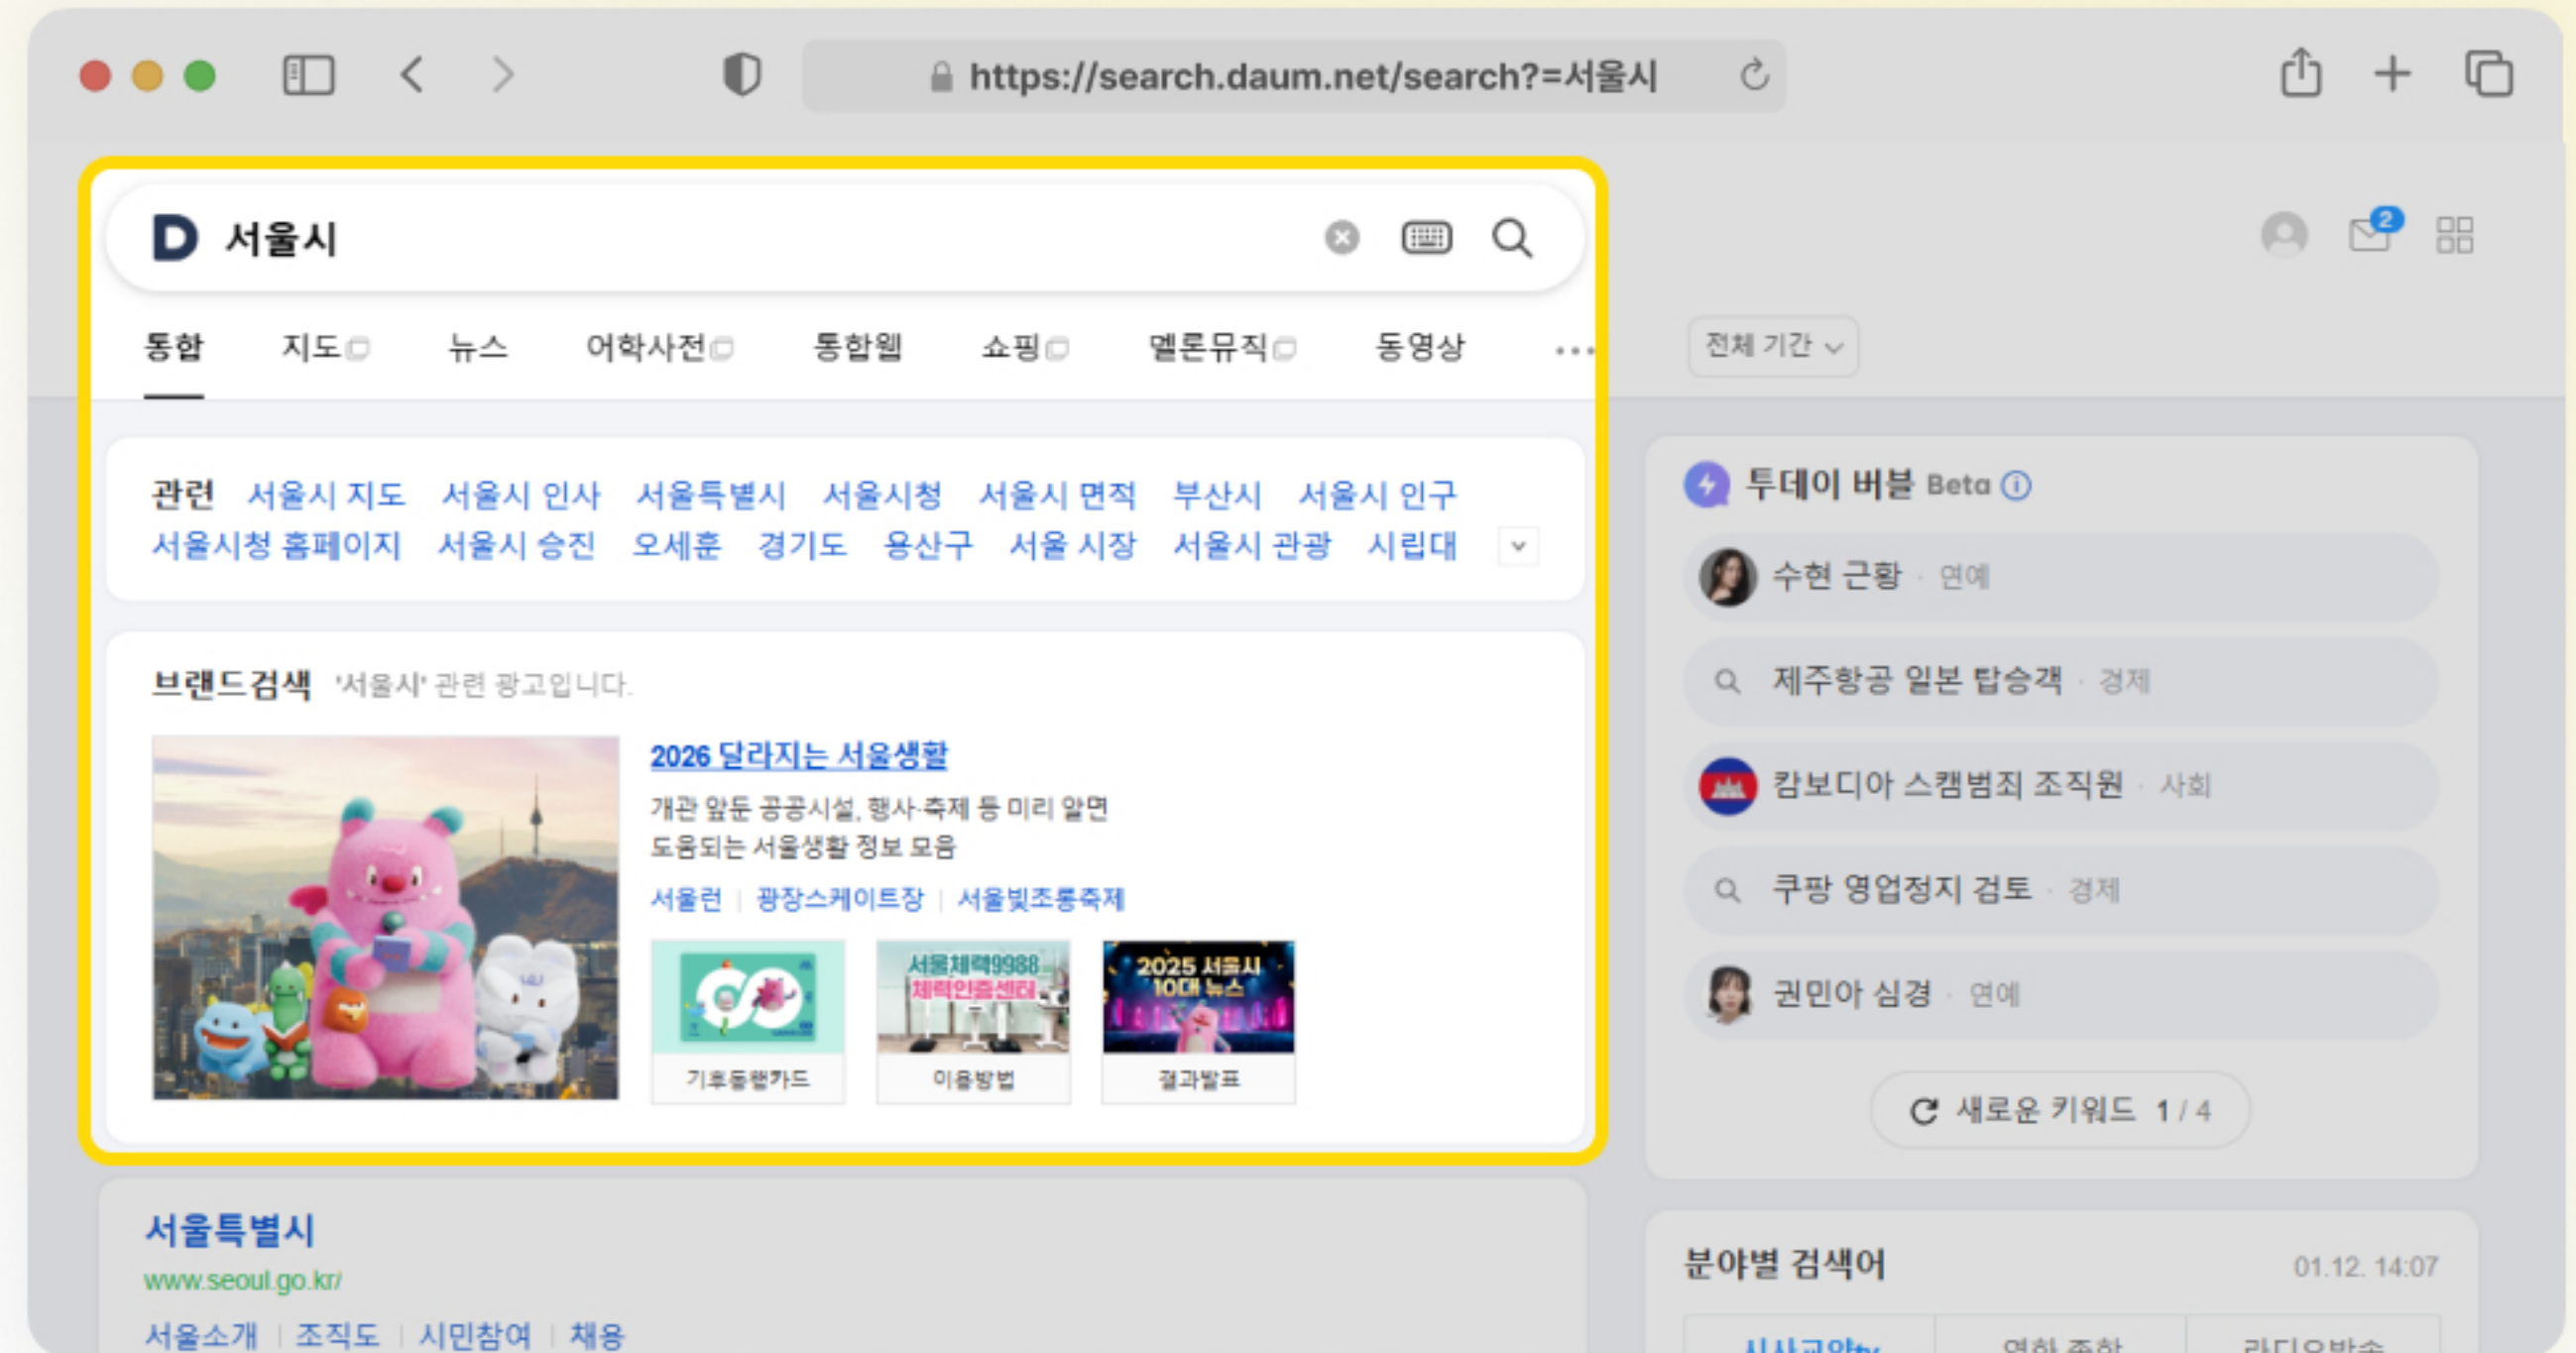 https://search.daum.net/search?=서울시
D 서울시
2
통합 지도 뉴스 어학사전 통합웹 쇼핑 멜론뮤직 동영상 ···
전체 기간
관련 서울시 지도 서울시 인사 서울특별시 서울시청 서울시 면적 부산시 서울시 인구
서울시청 홈페이지 서울시 승진 오세훈 경기도 용산구 서울 시장 서울시 관광 시립대
브랜드검색 '서울시' 관련 광고입니다.
2026 달라지는 서울생활
개관 앞둔 공공시설, 행사·축제 등 미리 알면
도움되는 서울생활 정보 모음
서울런 | 광장스케이트장 | 서울빛초롱축제
서울체력9988
체력인증센터
2025 서울시
10대 뉴스
기후동행카드 이용방법 결과발표
투데이 버블 Beta
수현 근황 · 연예
제주항공 일본 탑승객 · 경제
캄보디아 스캠범죄 조직원 · 사회
쿠팡 영업정지 검토 · 경제
권민아 심경 · 연예
새로운 키워드 1 / 4
서울특별시
www.seoul.go.kr/
서울소개 | 조직도 | 시민참여 | 채용
분야별 검색어 01.12. 14:07
시사교양tv 영화 종합 라디오방송